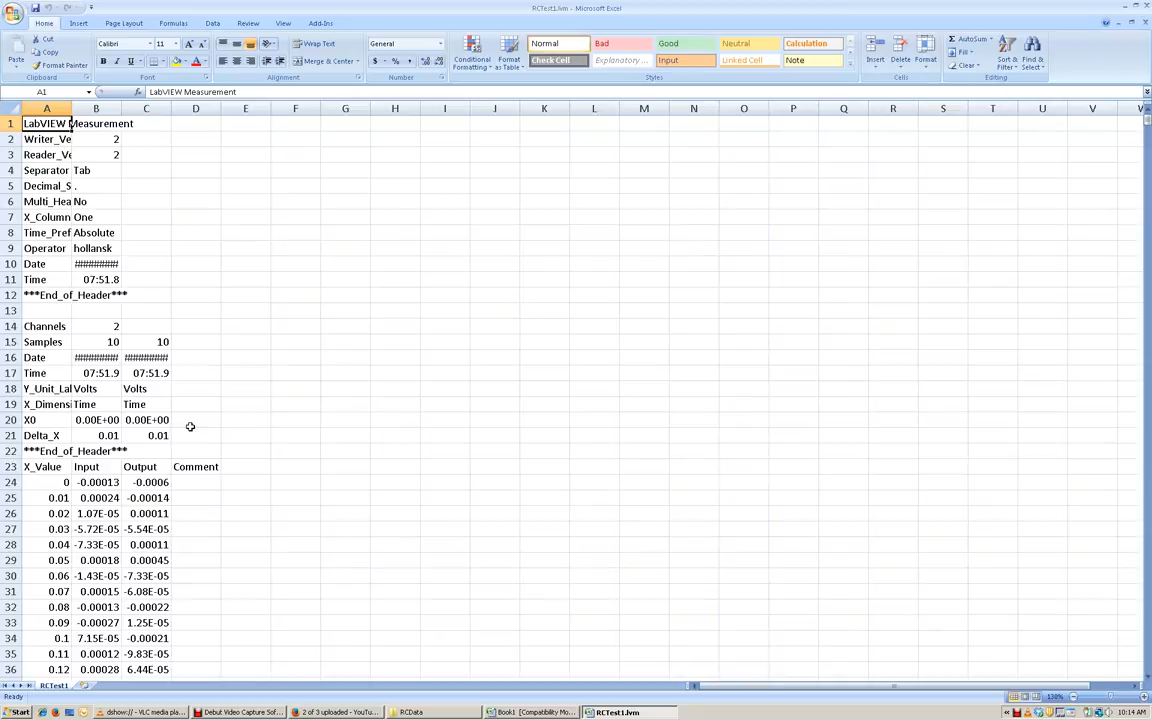 RCTest1.lvm - Microsoft Excel
Home Insert Page Layout Formulas Data Review View Add-Ins
Cut
Copy
Format Painter
Paste
Clipboard
Calibri 11
B I U
Font
Wrap Text
Merge & Center
Alignment
General
$ % ,
Number
Conditional Formatting
Format as Table
Normal Bad Good Neutral Calculation
Check Cell Explanatory ... Input Linked Cell Note
Styles
Insert Delete Format
Cells
AutoSum
Fill
Clear
Sort & Filter
Find & Select
Editing
A1 fx LabVIEW Measurement
A B C D E F G H I J K L M N O P Q R S T U V W
1 LabVIEW Measurement
2 Writer_Ve 2
3 Reader_Ve 2
4 Separator Tab
5 Decimal_S .
6 Multi_Hea No
7 X_Column One
8 Time_Pref Absolute
9 Operator hollansk
10 Date ########
11 Time 07:51.8
12 ***End_of_Header***
13
14 Channels 2
15 Samples 10 10
16 Date ######## ########
17 Time 07:51.9 07:51.9
18 Y_Unit_Lal Volts Volts
19 X_Dimensi Time Time
20 X0 0.00E+00 0.00E+00
21 Delta_X 0.01 0.01
22 ***End_of_Header***
23 X_Value Input Output Comment
24 0 -0.00013 -0.0006
25 0.01 0.00024 -0.00014
26 0.02 1.07E-05 0.00011
27 0.03 -5.72E-05 -5.54E-05
28 0.04 -7.33E-05 0.00011
29 0.05 0.00018 0.00045
30 0.06 -1.43E-05 -7.33E-05
31 0.07 0.00015 -6.08E-05
32 0.08 -0.00013 -0.00022
33 0.09 -0.00027 1.25E-05
34 0.1 7.15E-05 -0.00021
35 0.11 0.00012 -9.83E-05
36 0.12 0.00028 6.44E-05
RCTest1
Ready 130%
Start dshow:// - VLC media pla... Debut Video Capture Sof... 2 of 3 uploaded - YouTu... RCData Book1 [Compatibility Mo... RCTest1.lvm 10:14 AM